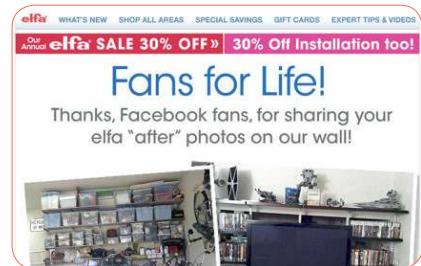 elfa WHAT'S NEW SHOP ALL AREAS SPECIAL SAVINGS GIFT CARDS EXPERT TIPS & VIDEOS
Our Annual elfa SALE 30% OFF» 30% Off Installation too!
Fans for Life!
Thanks, Facebook fans, for sharing your
elfa "after" photos on our wall!